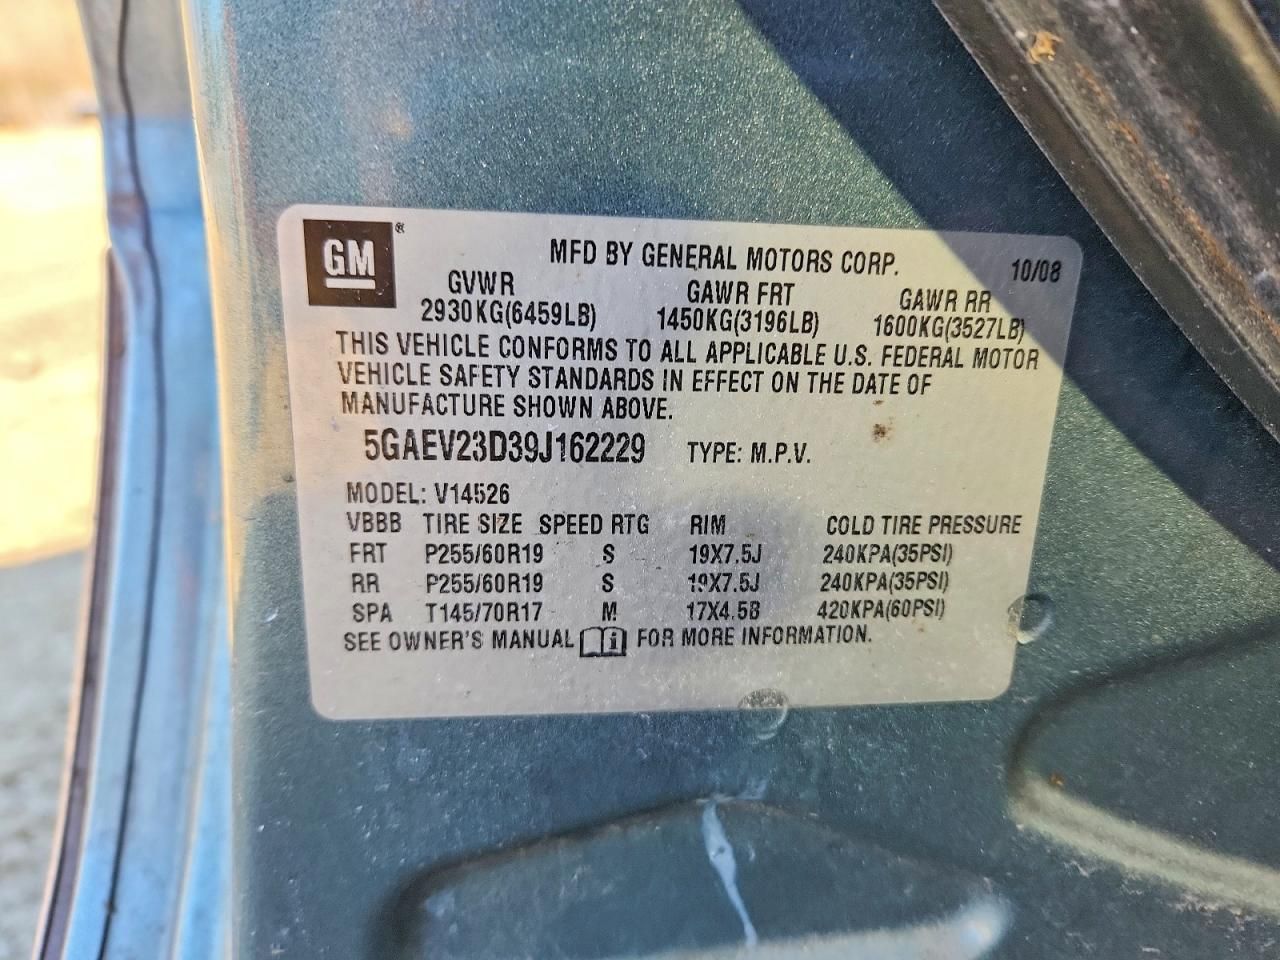 GM ®
MFD BY GENERAL MOTORS CORP.
10/08
GVWR GAWR FRT GAWR RR
2930KG(6459LB) 1450KG(3196LB) 1600KG(3527LB)
THIS VEHICLE CONFORMS TO ALL APPLICABLE U.S. FEDERAL MOTOR
VEHICLE SAFETY STANDARDS IN EFFECT ON THE DATE OF
MANUFACTURE SHOWN ABOVE.
5GAEV23D39J162229 TYPE: M.P.V.
MODEL: V14526
VBBB TIRE SIZE SPEED RTG RIM COLD TIRE PRESSURE
FRT P255/60R19 S 19X7.5J 240KPA(35PSI)
RR P255/60R19 S 19X7.5J 240KPA(35PSI)
SPA T145/70R17 M 17X4.5B 420KPA(60PSI)
SEE OWNER'S MANUAL i FOR MORE INFORMATION.